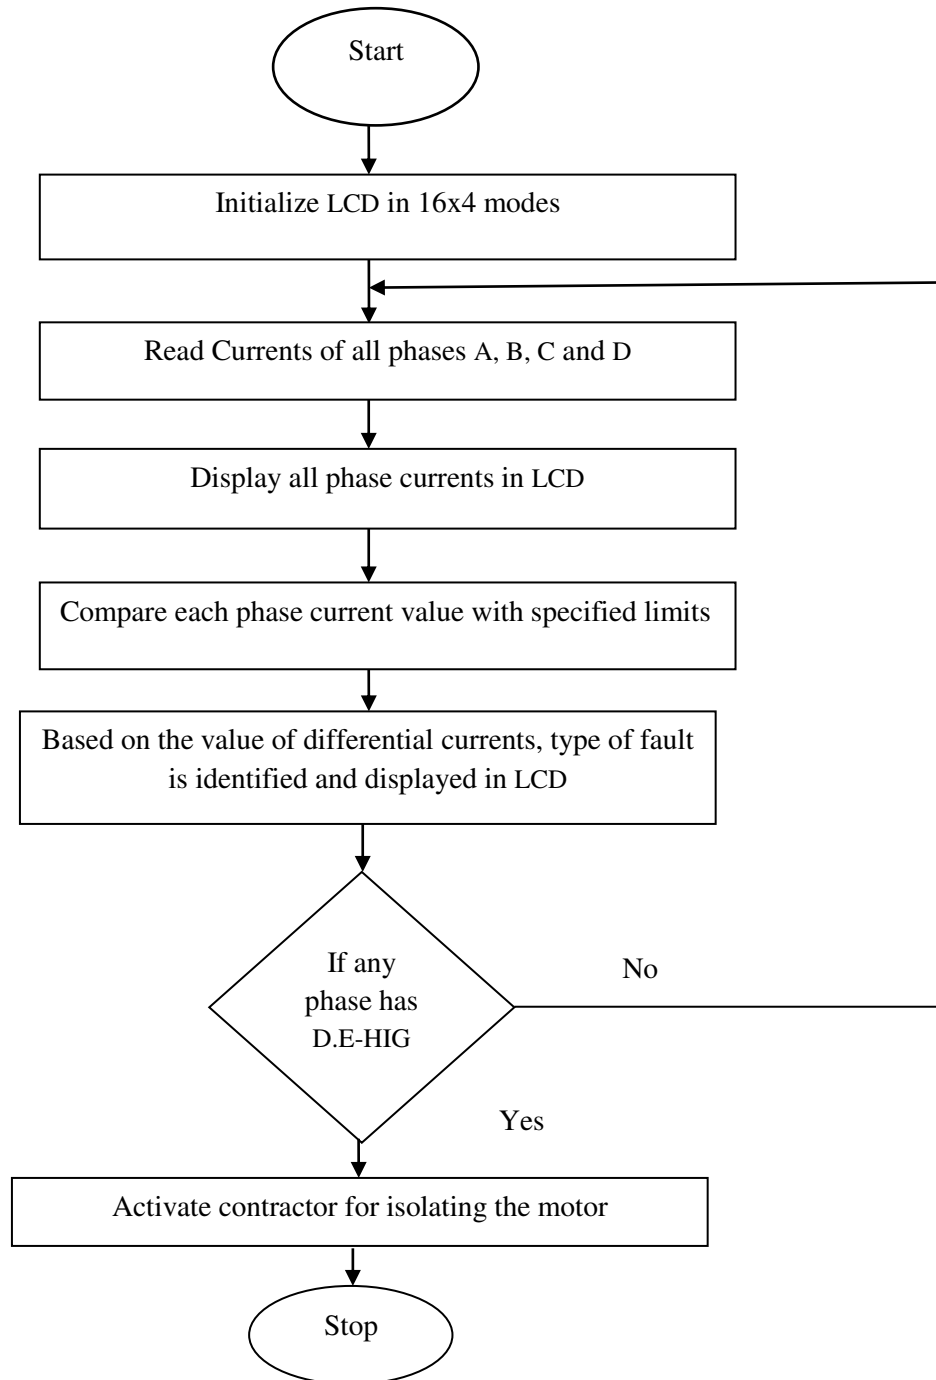 Start
Initialize LCD in 16x4 modes
Read Currents of all phases A, B, C and D
Display all phase currents in LCD
Compare each phase current value with specified limits
Based on the value of differential currents, type of fault
is identified and displayed in LCD
If any
phase has
D.E-HIG
No
Yes
Activate contractor for isolating the motor
Stop